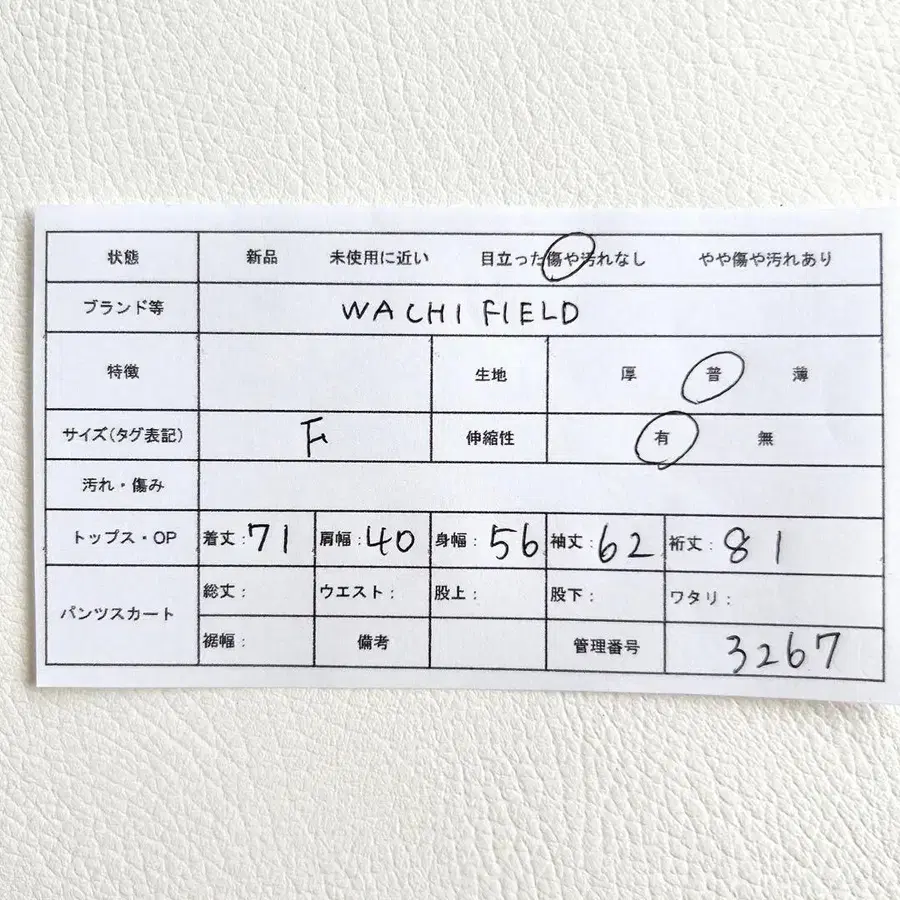 状態 新品 未使用に近い 目立った傷や汚れなし やや傷や汚れあり
ブランド等 WACHIFIELD
特徴 生地 厚 普 薄
サイズ(タグ表記) F 伸縮性 有 無
汚れ・傷み
トップス・OP 着丈:71 肩幅:40 身幅:56 袖丈:62 裄丈:81
パンツスカート 総丈: ウエスト: 股上: 股下: ワタリ:
裾幅: 備考 管理番号 3267